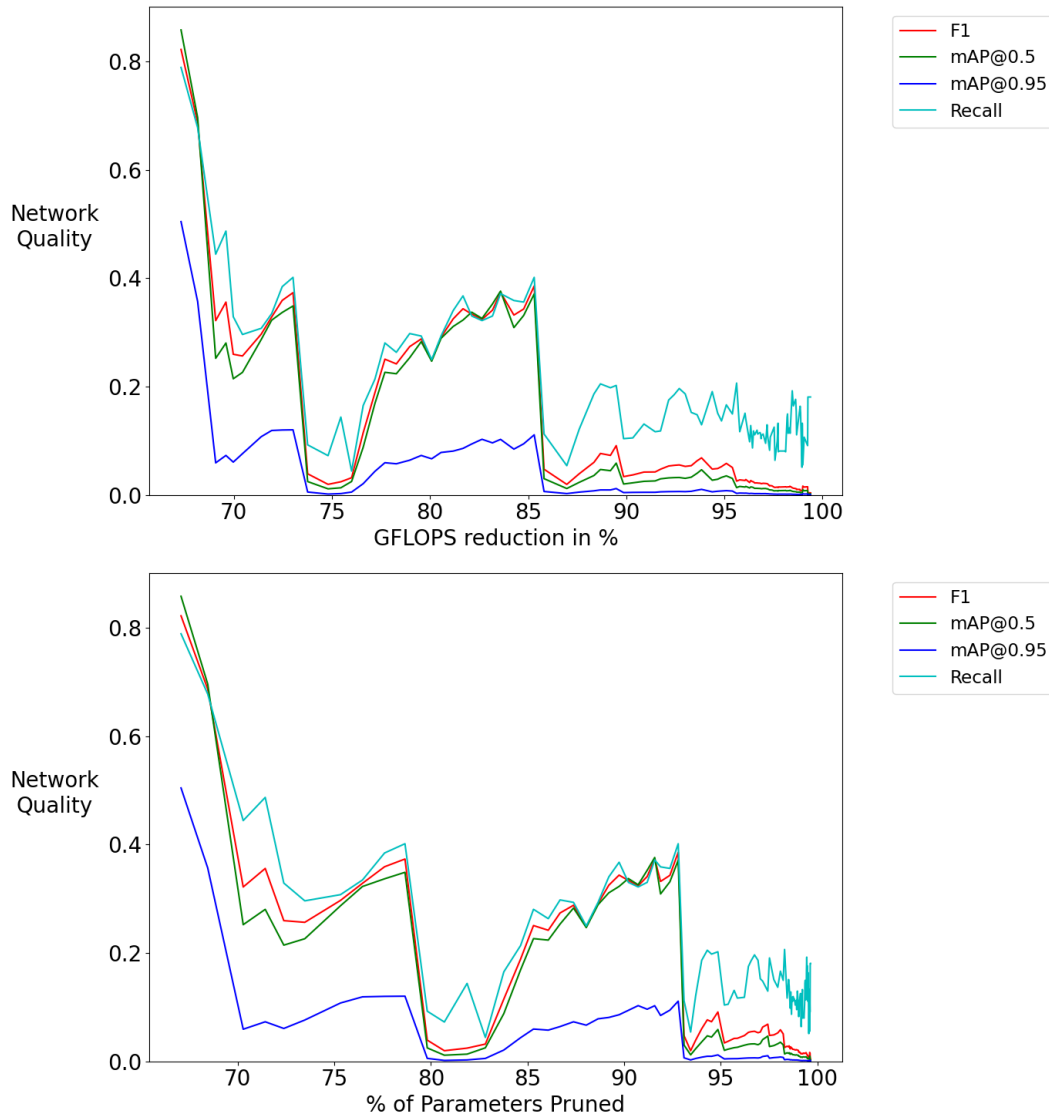 F1
mAP@0.5
mAP@0.95
Recall
0.8
0.6
Network
Quality
0.4
0.2
0.0
70 75 80 85 90 95 100
GFLOPS reduction in %
F1
mAP@0.5
mAP@0.95
Recall
0.8
0.6
Network
Quality
0.4
0.2
0.0
70 75 80 85 90 95 100
% of Parameters Pruned